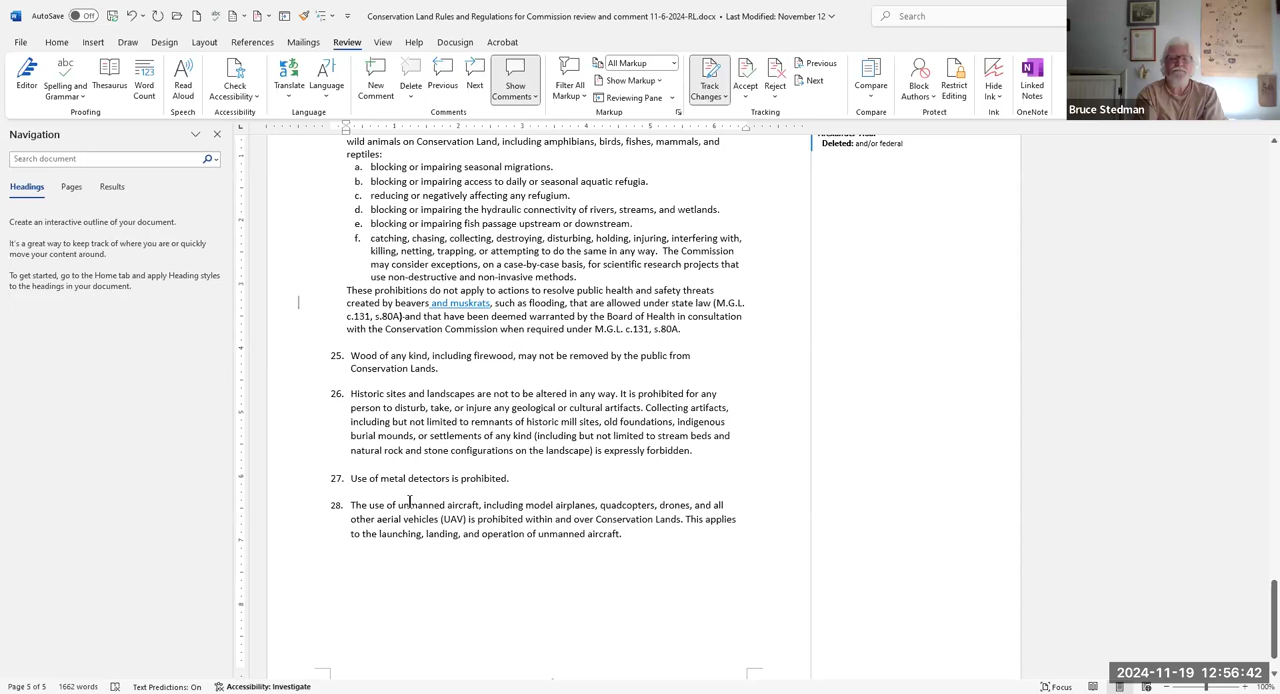 AutoSave Off
Conservation Land Rules and Regulations for Commission review and comment 11-6-2024-RL.docx • Last Modified: November 12
Search
File Home Insert Draw Design Layout References Mailings Review View Help Docusign Acrobat
Editor
Spelling and Grammar
Thesaurus
Word Count
Read Aloud
Check Accessibility
Translate
Language
New Comment
Delete
Previous
Next
Show Comments
Filter All Markup
All Markup
Show Markup
Reviewing Pane
Track Changes
Accept
Reject
Previous
Next
Compare
Block Authors
Restrict Editing
Hide Ink
Linked Notes
Proofing
Speech
Accessibility
Language
Comments
Markup
Tracking
Compare
Protect
Ink
OneNote
Bruce Stedman
Navigation
Search document
Headings Pages Results
Create an interactive outline of your document.
It's a great way to keep track of where you are or quickly
move your content around.
To get started, go to the Home tab and apply Heading styles
to the headings in your document.
wild animals on Conservation Land, including amphibians, birds, fishes, mammals, and
reptiles:
a. blocking or impairing seasonal migrations.
b. blocking or impairing access to daily or seasonal aquatic refugia.
c. reducing or negatively affecting any refugium.
d. blocking or impairing the hydraulic connectivity of rivers, streams, and wetlands.
e. blocking or impairing fish passage upstream or downstream.
f. catching, chasing, collecting, destroying, disturbing, holding, injuring, interfering with,
killing, netting, trapping, or attempting to do the same in any way. The Commission
may consider exceptions, on a case-by-case basis, for scientific research projects that
use non-destructive and non-invasive methods.
These prohibitions do not apply to actions to resolve public health and safety threats
created by beavers and muskrats, such as flooding, that are allowed under state law (M.G.L.
c.131, s.80A) and that have been deemed warranted by the Board of Health in consultation
with the Conservation Commission when required under M.G.L. c.131, s.80A.
25. Wood of any kind, including firewood, may not be removed by the public from
Conservation Lands.
26. Historic sites and landscapes are not to be altered in any way. It is prohibited for any
person to disturb, take, or injure any geological or cultural artifacts. Collecting artifacts,
including but not limited to remnants of historic mill sites, old foundations, indigenous
burial mounds, or settlements of any kind (including but not limited to stream beds and
natural rock and stone configurations on the landscape) is expressly forbidden.
27. Use of metal detectors is prohibited.
28. The use of unmanned aircraft, including model airplanes, quadcopters, drones, and all
other aerial vehicles (UAV) is prohibited within and over Conservation Lands. This applies
to the launching, landing, and operation of unmanned aircraft.
Deleted: and/or federal
2024-11-19 12:56:42
Page 5 of 5 1662 words Text Predictions: On Accessibility: Investigate
Focus
100%